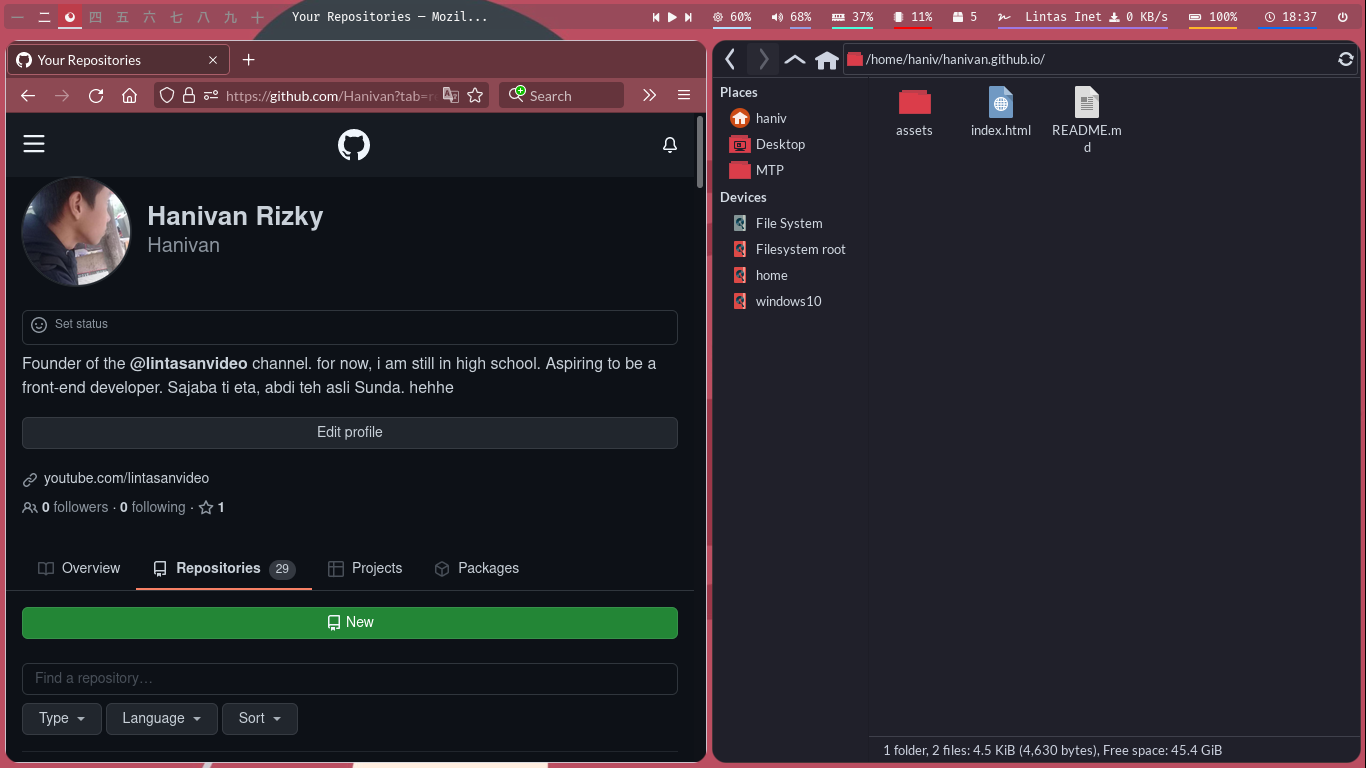 一 二 四 五 六 七 八 九 十
Your Repositories — Mozil...
60% 68% 37% 11% 5 Lintas Inet 0 KB/s 100% 18:37
Your Repositories
https://github.com/Hanivan?tab=r
Search
Hanivan Rizky
Hanivan
Set status
Founder of the @lintasanvideo channel. for now, i am still in high school. Aspiring to be a
front-end developer. Sajaba ti eta, abdi teh asli Sunda. hehhe
Edit profile
youtube.com/lintasanvideo
0 followers · 0 following · 1
Overview Repositories 29 Projects Packages
New
Find a repository…
Type Language Sort
/home/haniv/hanivan.github.io/
Places
haniv
Desktop
MTP
Devices
File System
Filesystem root
home
windows10
assets index.html README.m
d
1 folder, 2 files: 4.5 KiB (4,630 bytes), Free space: 45.4 GiB